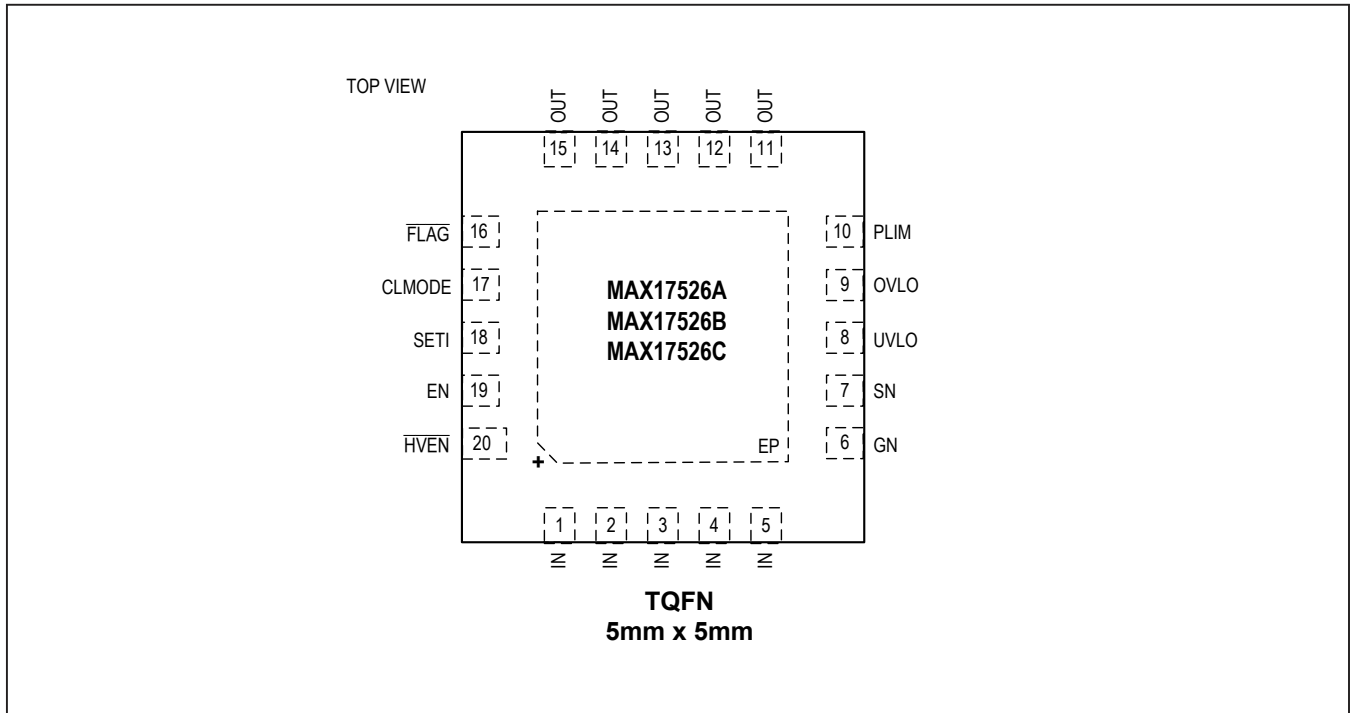 TOP VIEW
OUT OUT OUT OUT OUT
15 14 13 12 11
FLAG 16
10 PLIM
CLMODE 17
9 OVLO
SETI 18
8 UVLO
EN 19
7 SN
HVEN 20
6 GN
MAX17526A
MAX17526B
MAX17526C
EP
+
1 2 3 4 5
IN IN IN IN IN
TQFN
5mm x 5mm